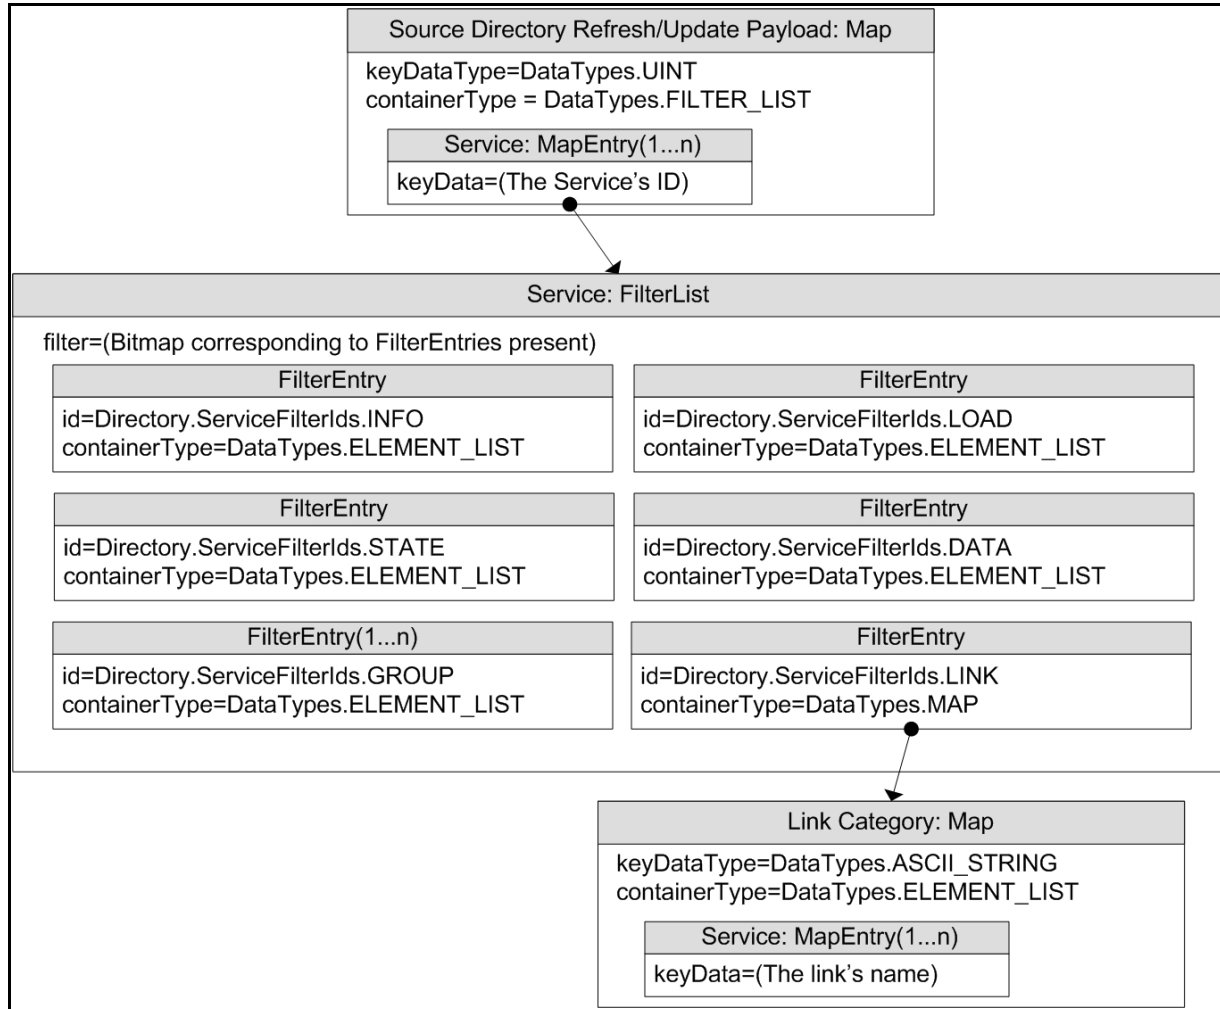 Source Directory Refresh/Update Payload: Map
keyDataType=DataTypes.UINT
containerType = DataTypes.FILTER_LIST
Service: MapEntry(1...n)
keyData=(The Service's ID)
Service: FilterList
filter=(Bitmap corresponding to FilterEntries present)
FilterEntry
id=Directory.ServiceFilterIds.INFO
containerType=DataTypes.ELEMENT_LIST
FilterEntry
id=Directory.ServiceFilterIds.LOAD
containerType=DataTypes.ELEMENT_LIST
FilterEntry
id=Directory.ServiceFilterIds.STATE
containerType=DataTypes.ELEMENT_LIST
FilterEntry
id=Directory.ServiceFilterIds.DATA
containerType=DataTypes.ELEMENT_LIST
FilterEntry(1...n)
id=Directory.ServiceFilterIds.GROUP
containerType=DataTypes.ELEMENT_LIST
FilterEntry
id=Directory.ServiceFilterIds.LINK
containerType=DataTypes.MAP
Link Category: Map
keyDataType=DataTypes.ASCII_STRING
containerType=DataTypes.ELEMENT_LIST
Service: MapEntry(1...n)
keyData=(The link's name)